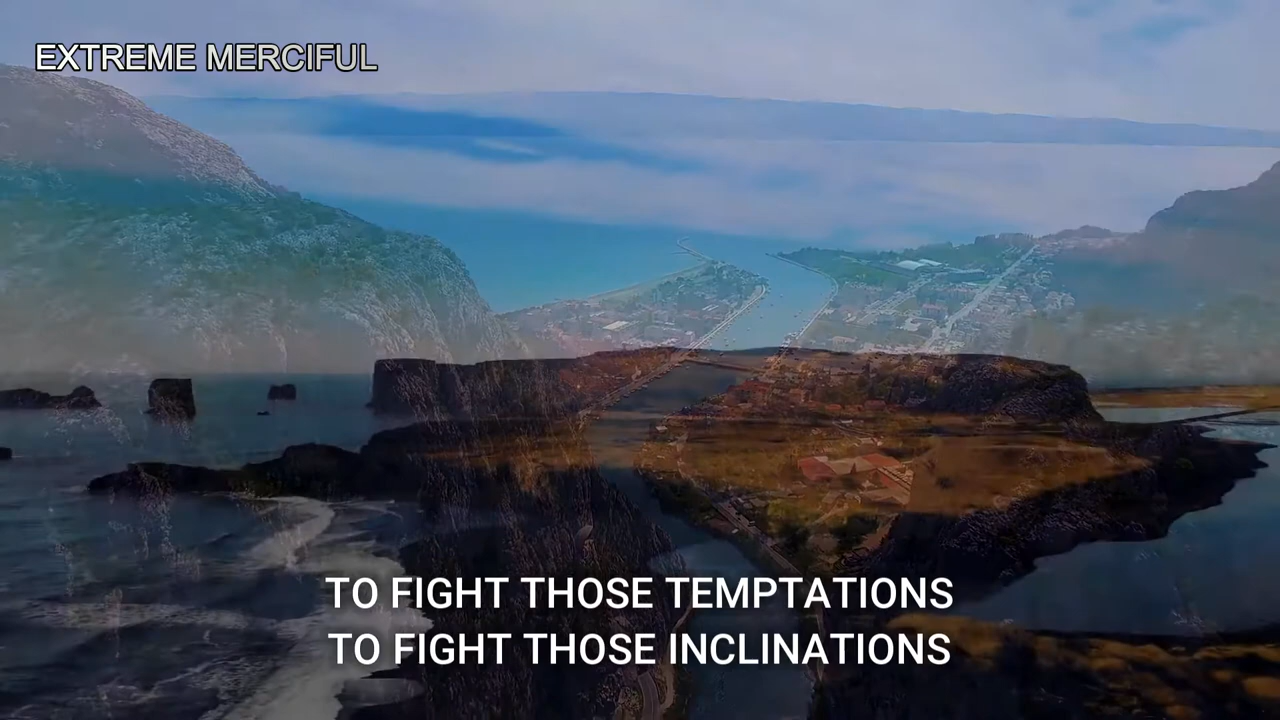 EXTREME MERCIFUL
TO FIGHT THOSE TEMPTATIONS
TO FIGHT THOSE INCLINATIONS